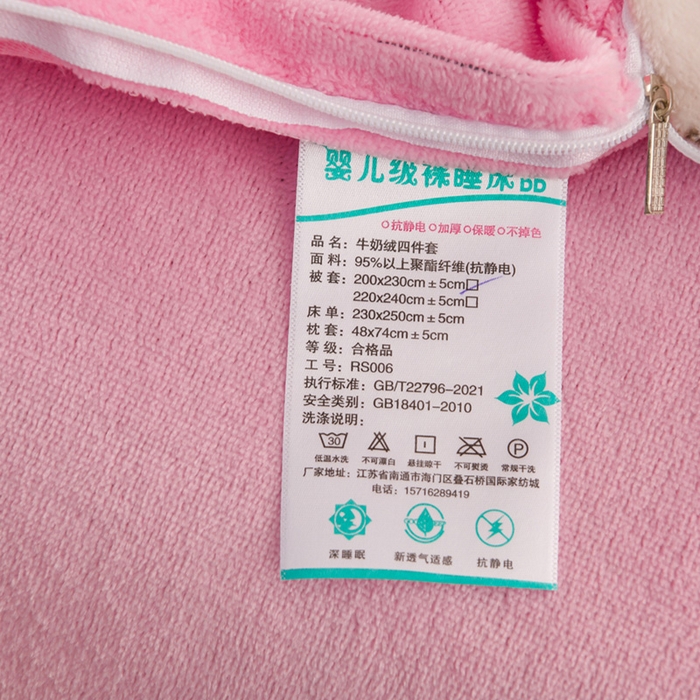 婴儿级裸睡床品
○抗静电○加厚○保暖○不掉色
品 名：牛奶绒四件套
面 料：95%以上聚酯纤维(抗静电)
被 套：200x230cm±5cm□
220x240cm±5cm□
床 单：230x250cm±5cm
枕 套：48x74cm±5cm
等 级：合格品
工 号：RS006
执行标准：GB/T22796-2021
安全类别：GB18401-2010
洗涤说明：
30 P
低温水洗 不可漂白 悬挂晾干 不可熨烫 常规干洗
厂家地址：江苏省南通市海门区叠石桥国际家纺城
电话：15716289419
深睡眠 新透气适感 抗静电